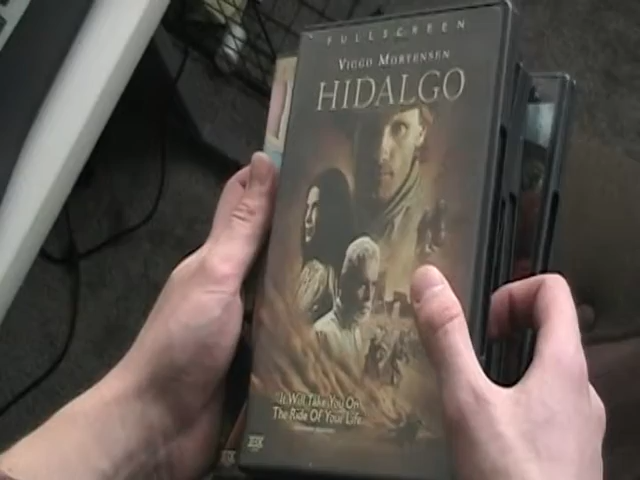 FULLSCREEN
VIGGO MORTENSEN
HIDALGO
It Will Take You On
The Ride Of Your Life.